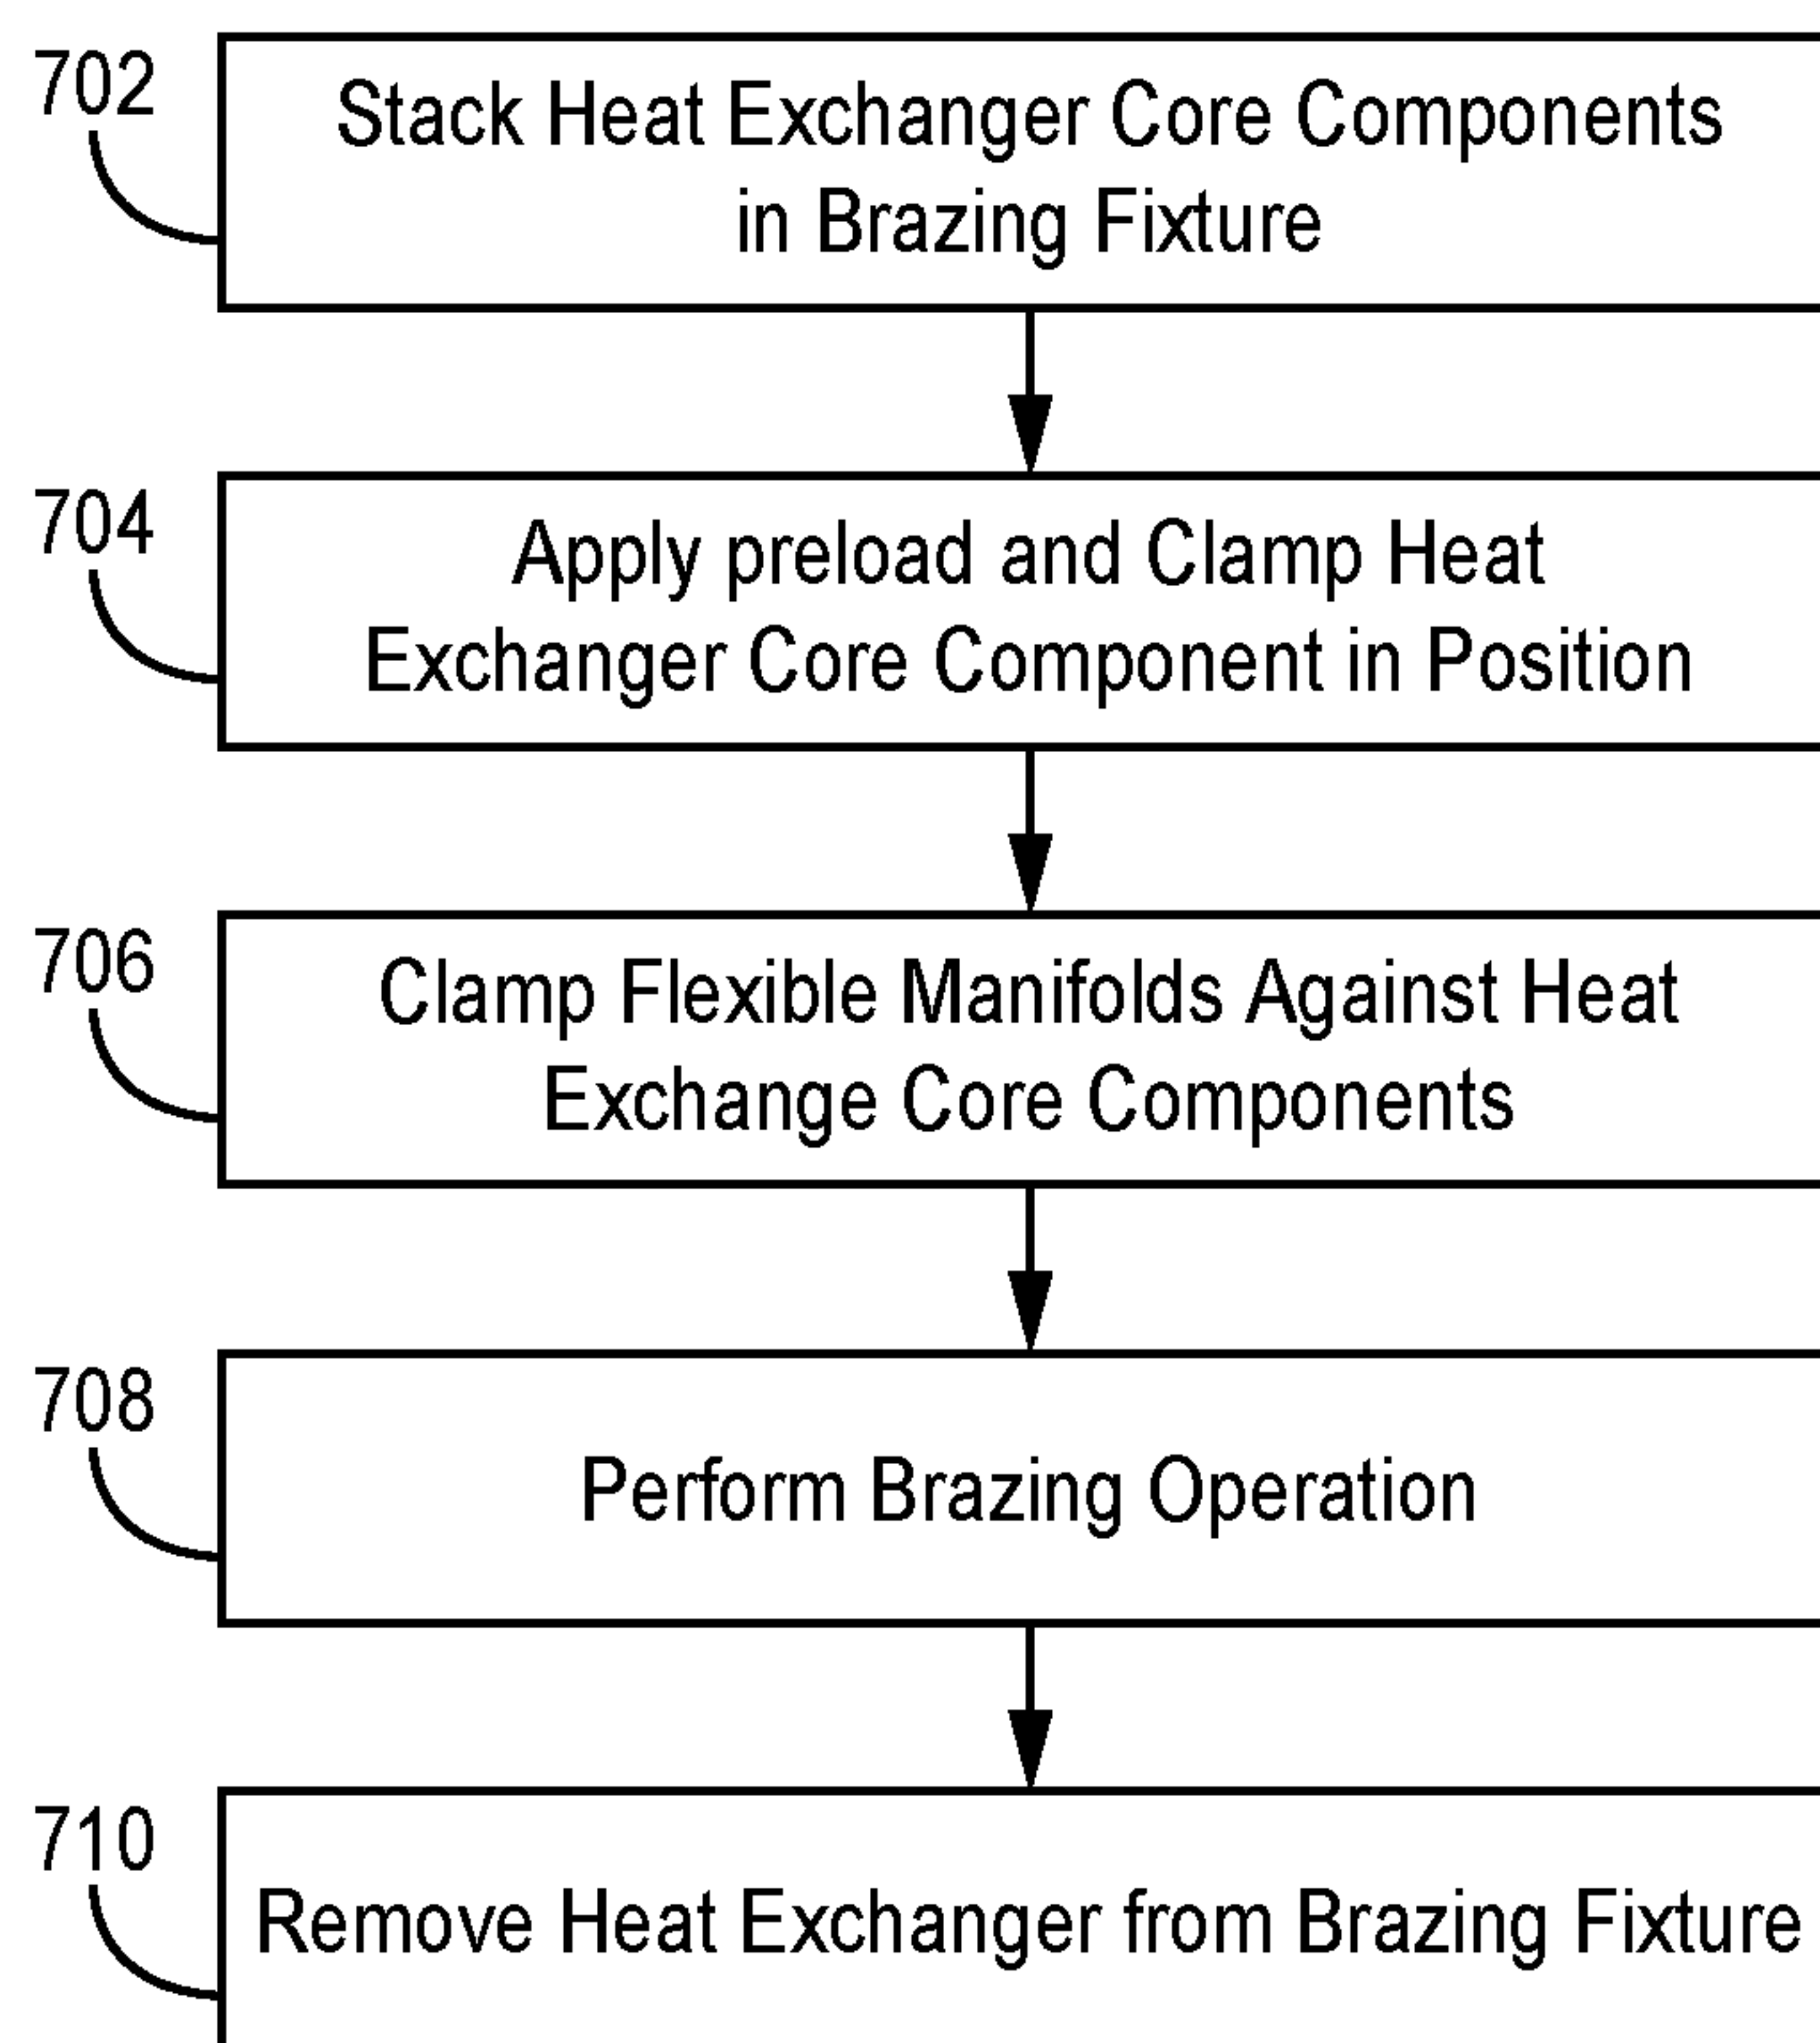 702
Stack Heat Exchanger Core Components
in Brazing Fixture
704
Apply preload and Clamp Heat
Exchanger Core Component in Position
706
Clamp Flexible Manifolds Against Heat
Exchange Core Components
708
Perform Brazing Operation
710
Remove Heat Exchanger from Brazing Fixture